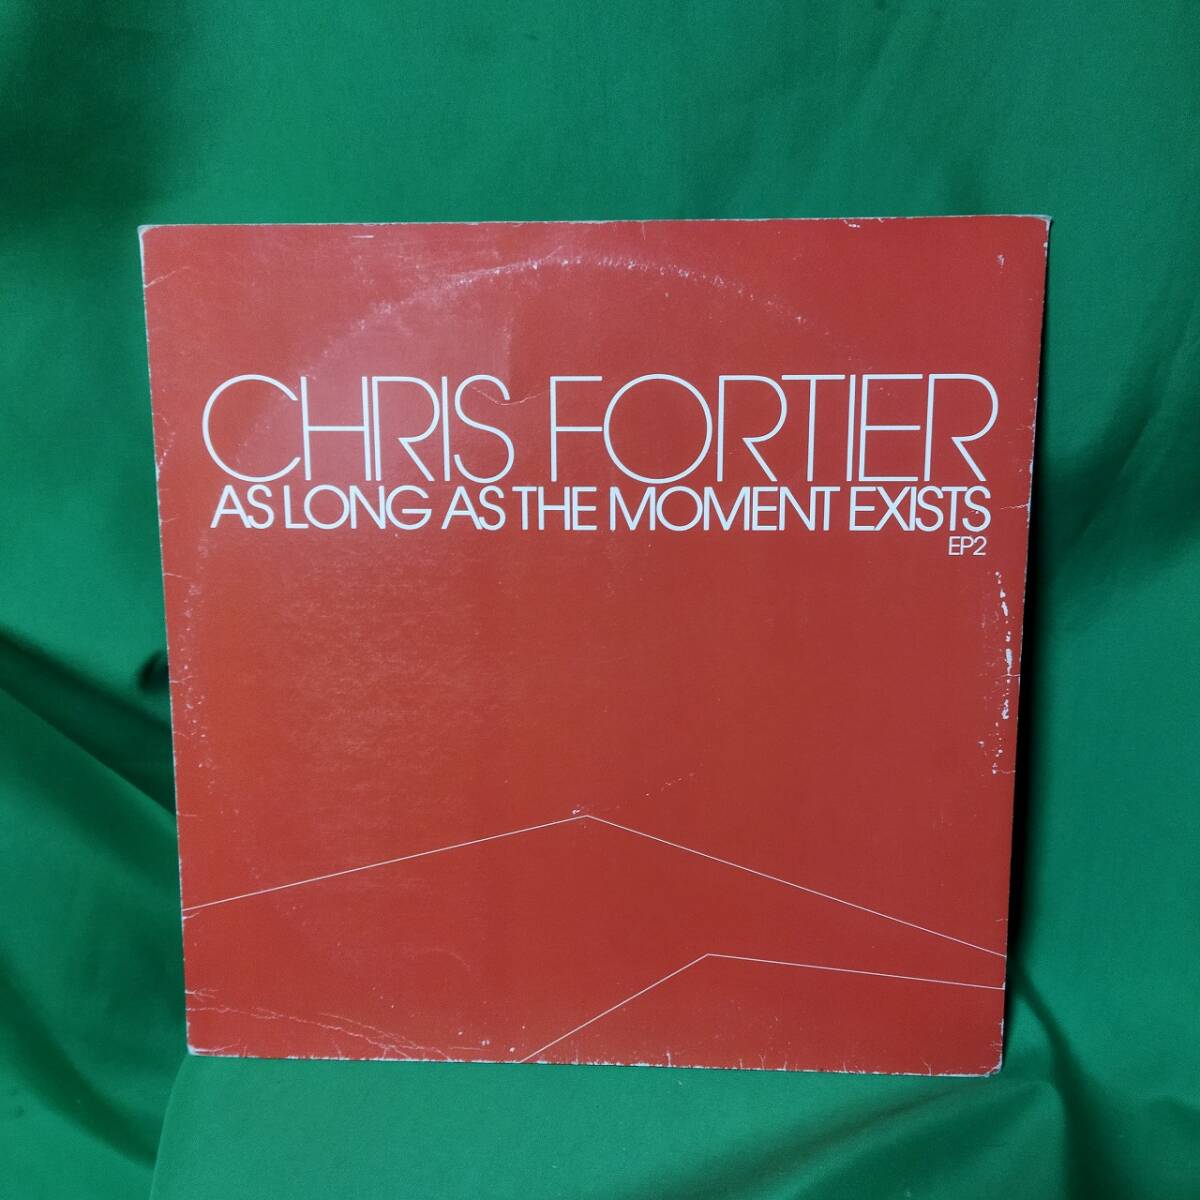 CHRIS FORTIER
AS LONG AS THE MOMENT EXISTS
EP2